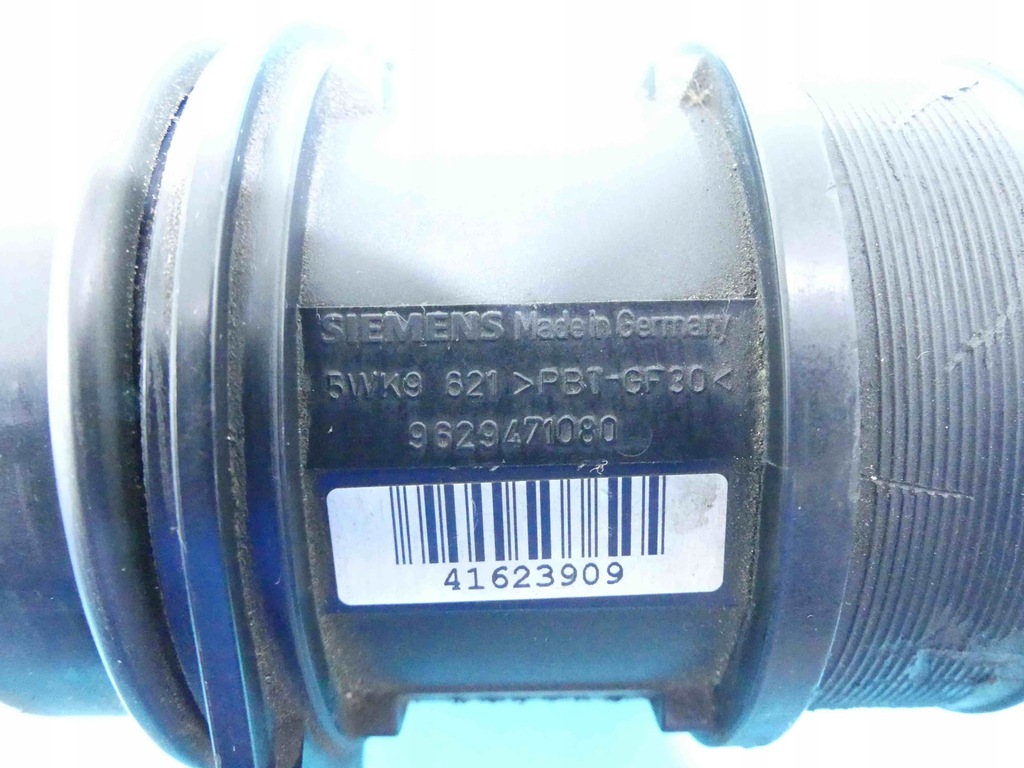 SIEMENS Made in Germany
5WK9 621 >PBT-GF30<
9629471080
41623909